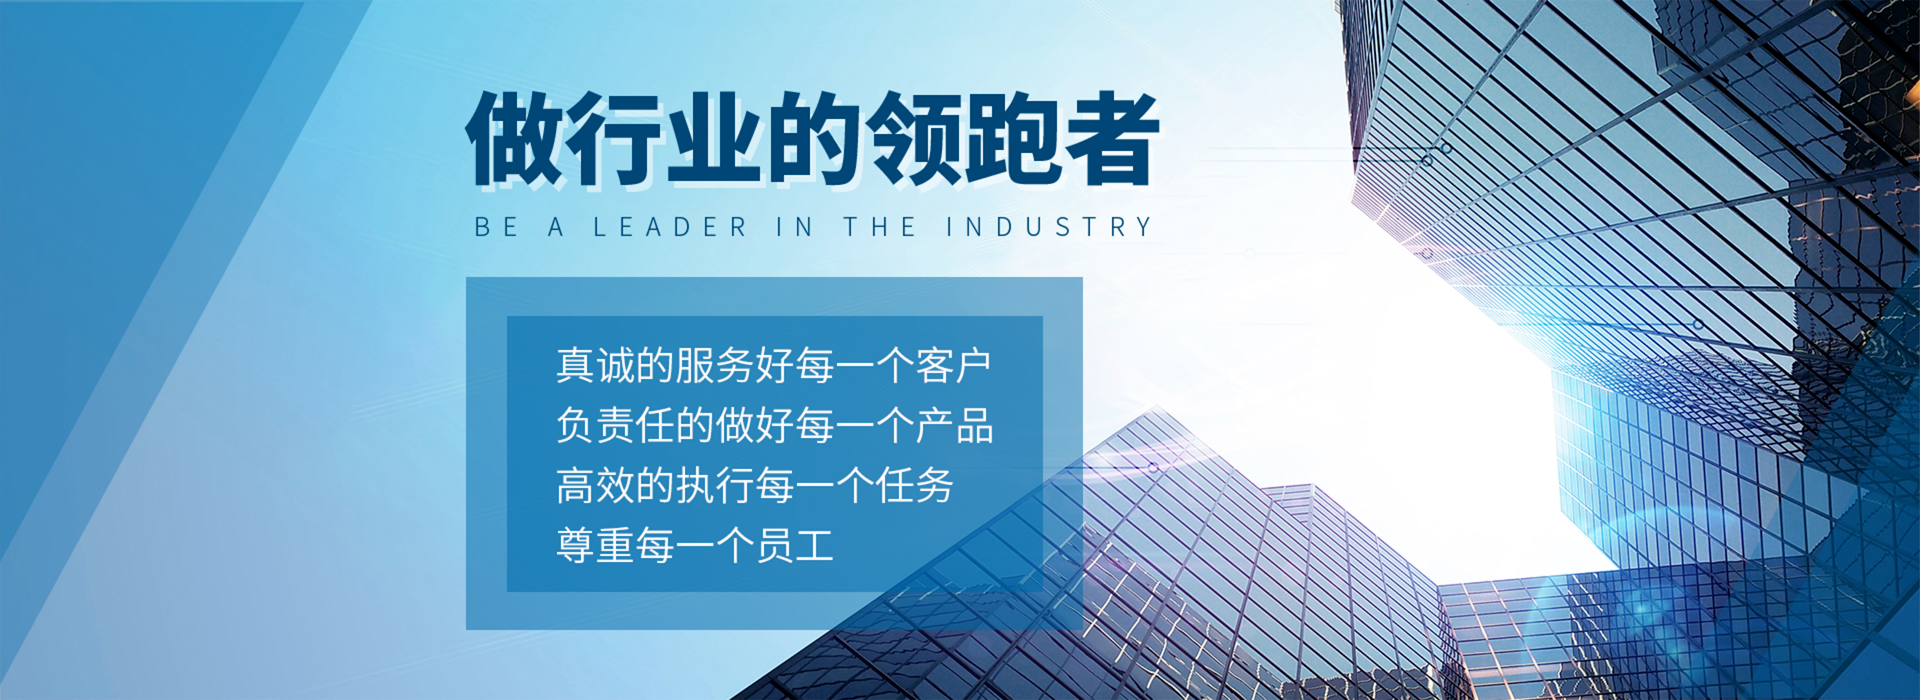 做行业的领跑者
BE A LEADER IN THE INDUSTRY
真诚的服务好每一个客户
负责任的做好每一个产品
高效的执行每一个任务
尊重每一个员工